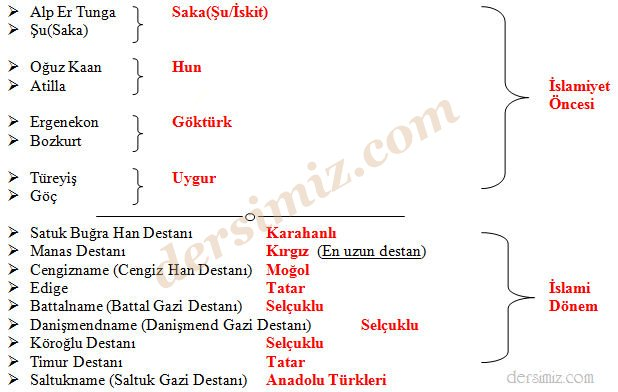 ➢ Alp Er Tunga Saka(Şu/İskit)
➢ Şu(Saka)
➢ Oğuz Kaan Hun
➢ Atilla
İslamiyet
Öncesi
➢ Ergenekon Göktürk
➢ Bozkurt
➢ Türeyiş Uygur
➢ Göç
➢ Satuk Buğra Han Destanı Karahanlı
➢ Manas Destanı Kırgız (En uzun destan)
➢ Cengizname (Cengiz Han Destanı) Moğol
➢ Edige Tatar
➢ Battalname (Battal Gazi Destanı) Selçuklu
➢ Danişmendname (Danişmend Gazi Destanı) Selçuklu
➢ Köroğlu Destanı Selçuklu
➢ Timur Destanı Tatar
➢ Saltukname (Saltuk Gazi Destanı) Anadolu Türkleri
İslami
Dönem
dersimiz.com
dersimiz.com